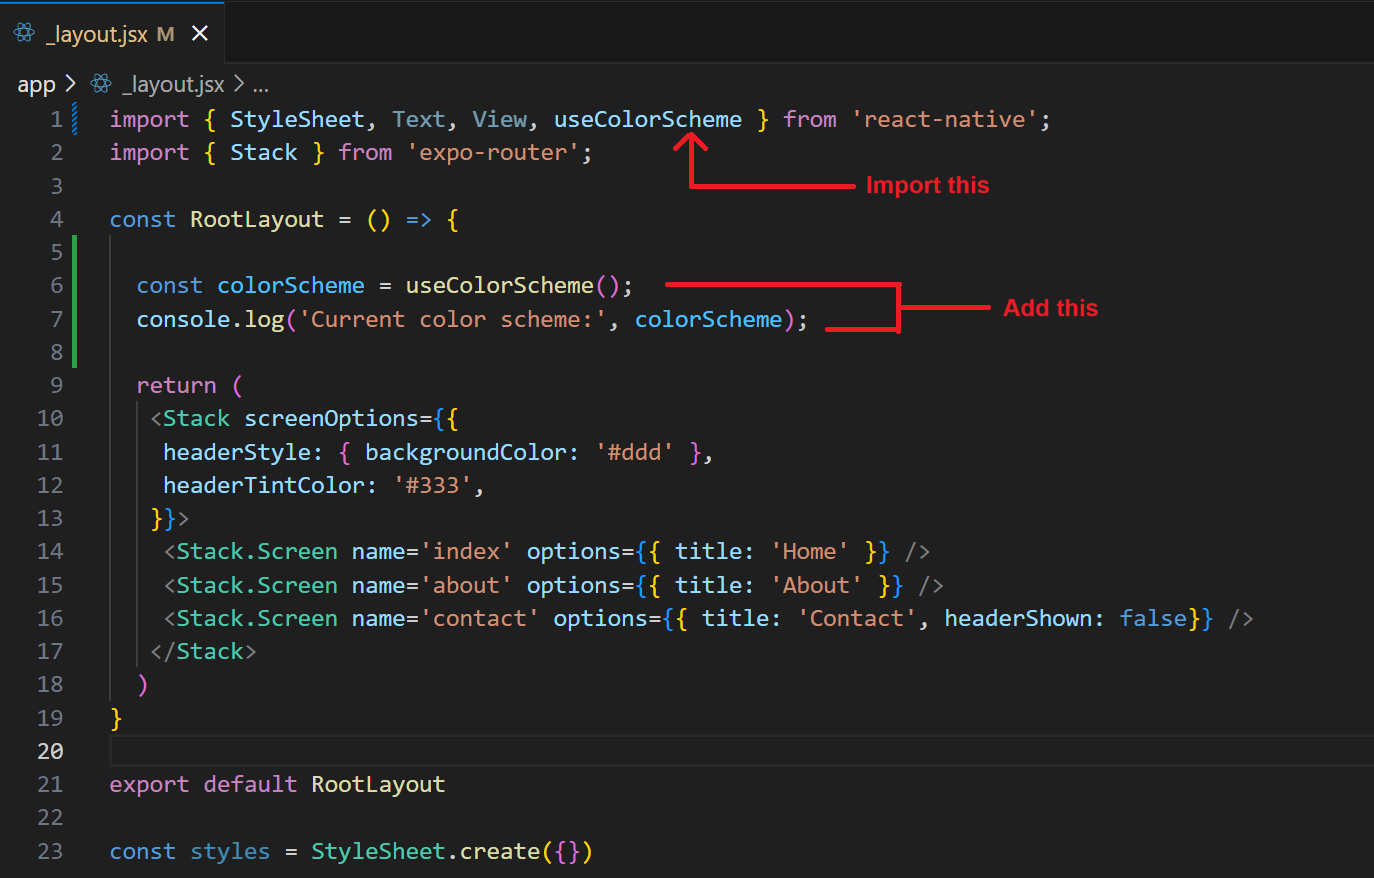 _layout.jsx M
app > _layout.jsx > ...
1 import { StyleSheet, Text, View, useColorScheme } from 'react-native';
2 import { Stack } from 'expo-router';
3 Import this
4 const RootLayout = () => {
5
6   const colorScheme = useColorScheme();
Add this
7   console.log('Current color scheme:', colorScheme);
8
9   return (
10    <Stack screenOptions={{
11     headerStyle: { backgroundColor: '#ddd' },
12     headerTintColor: '#333',
13    }}>
14     <Stack.Screen name='index' options={{ title: 'Home' }} />
15     <Stack.Screen name='about' options={{ title: 'About' }} />
16     <Stack.Screen name='contact' options={{ title: 'Contact', headerShown: false}} />
17    </Stack>
18   )
19 }
20
21 export default RootLayout
22
23 const styles = StyleSheet.create({})